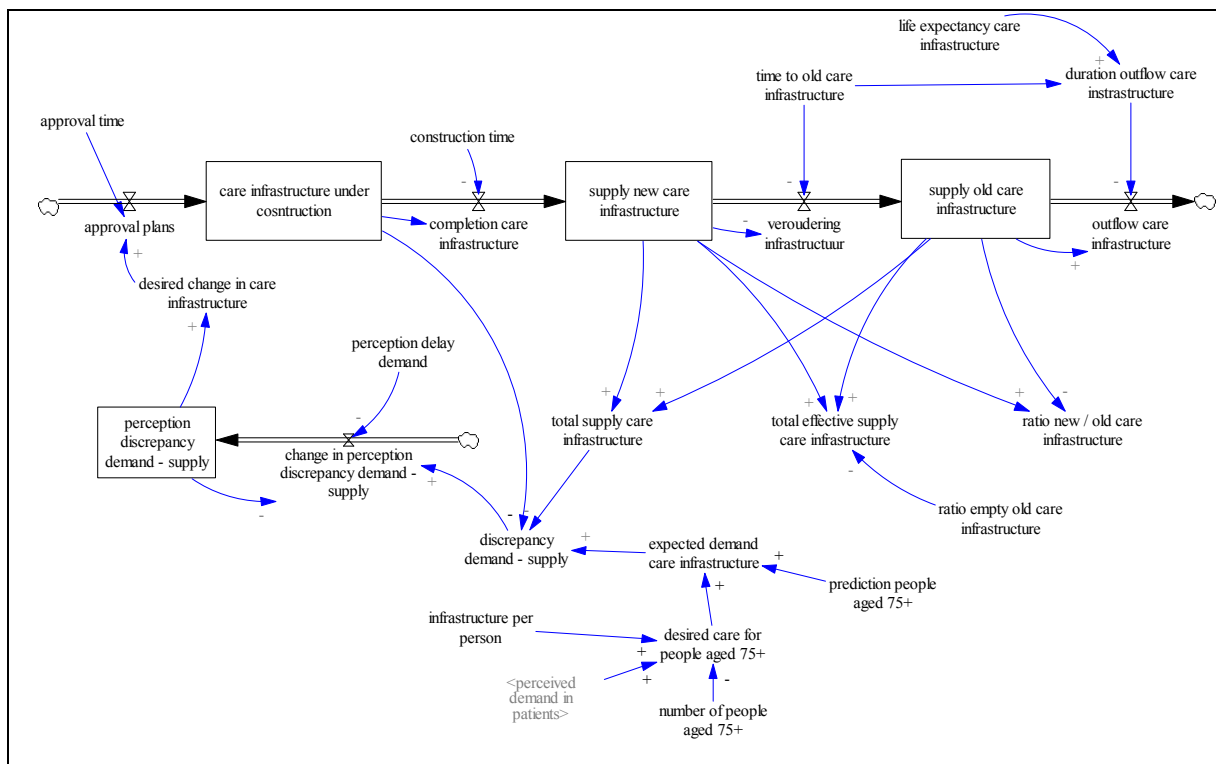 life expectancy care
infrastructure
+
time to old care
infrastructure
duration outflow care
instrastructure
approval time
construction time
-
-
-
care infrastructure under
cosntruction
supply new care
infrastructure
supply old care
infrastructure
approval plans
completion care
infrastructure
-
veroudering
infrastructuur
outflow care
infrastructure
+
+
desired change in care
infrastructure
+
perception delay
demand
-
perception
discrepancy
demand - supply
change in perception
discrepancy demand -
supply
+
-
+
+
total supply care
infrastructure
+
+
total effective supply
care infrastructure
-
+
-
ratio new / old care
infrastructure
ratio empty old care
infrastructure
-
-
discrepancy
demand - supply
+
expected demand
care infrastructure
+
+
prediction people
aged 75+
infrastructure per
person
+
desired care for
people aged 75+
+
-
<perceived
demand in
patients>
number of people
aged 75+